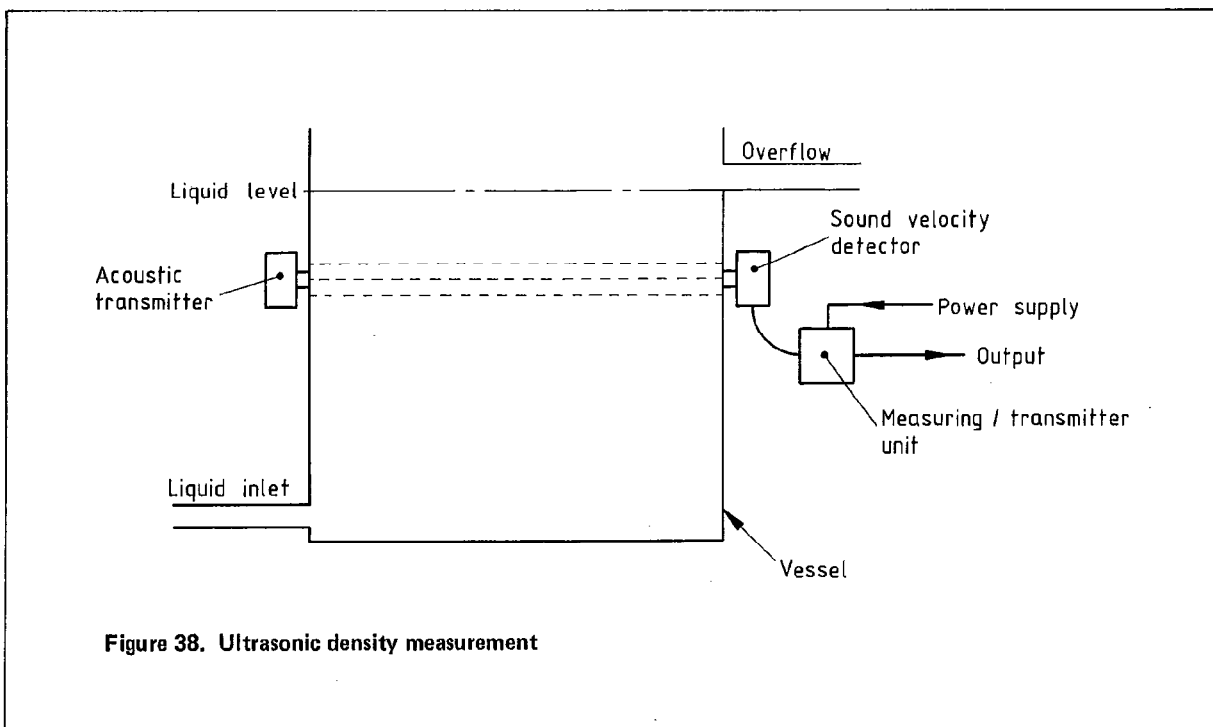 Overflow
Liquid level
Sound velocity
detector
Acoustic
transmitter
Power supply
Output
Measuring / transmitter
unit
Liquid inlet
Vessel
Figure 38. Ultrasonic density measurement